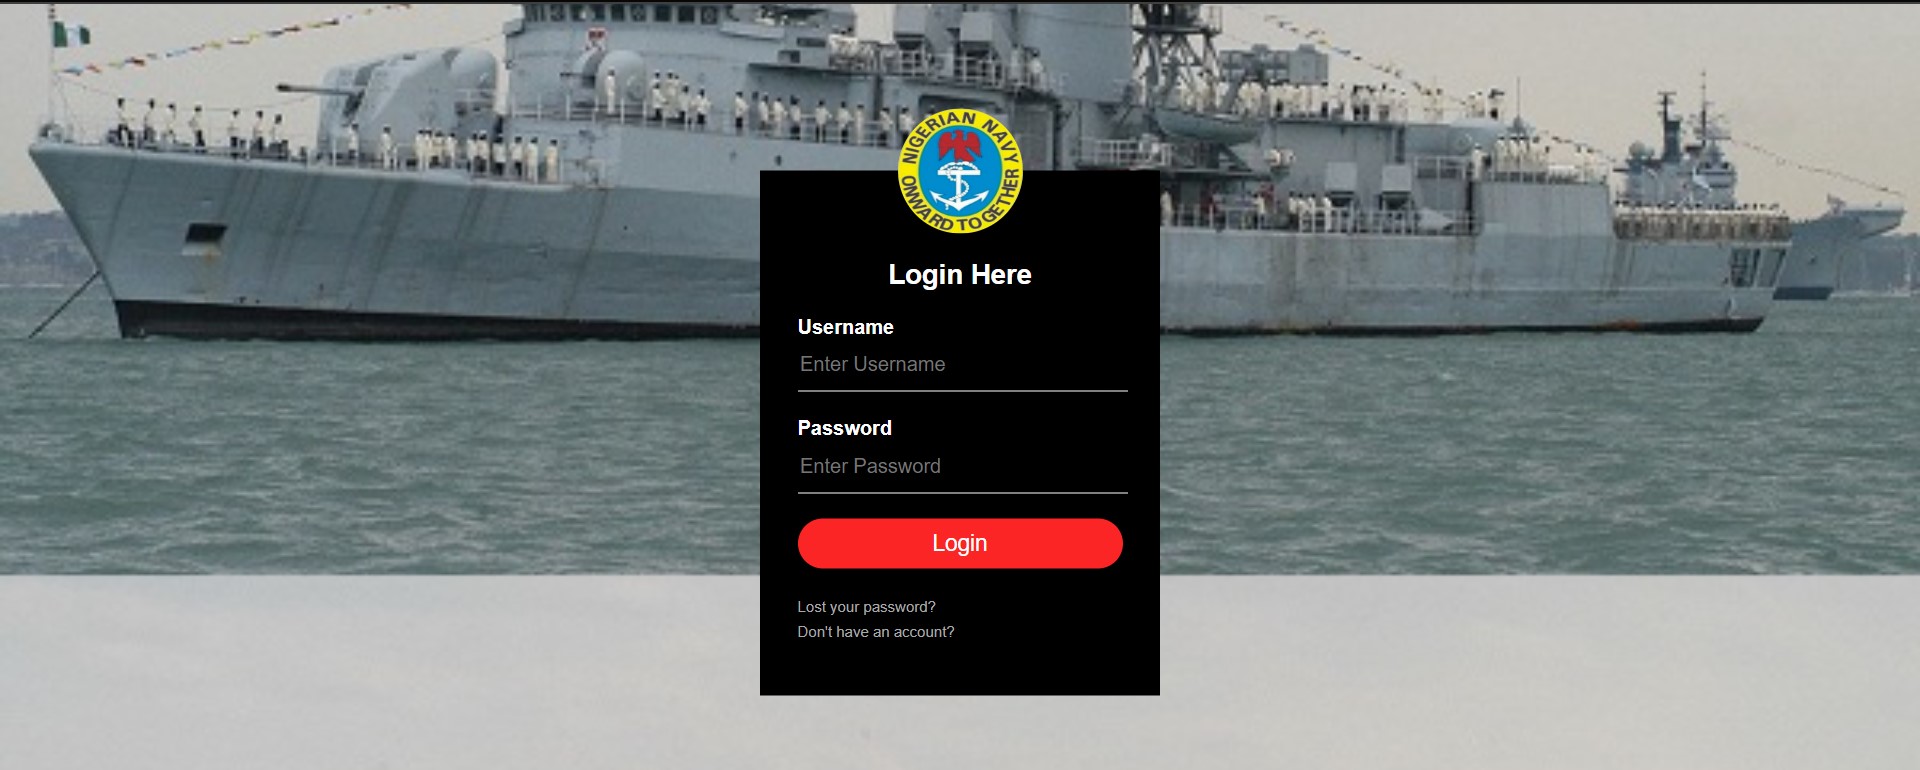 NIGERIAN NAVY
ONWARD TOGETHER
Login Here
Username
Enter Username
Password
Enter Password
Login
Lost your password?
Don't have an account?